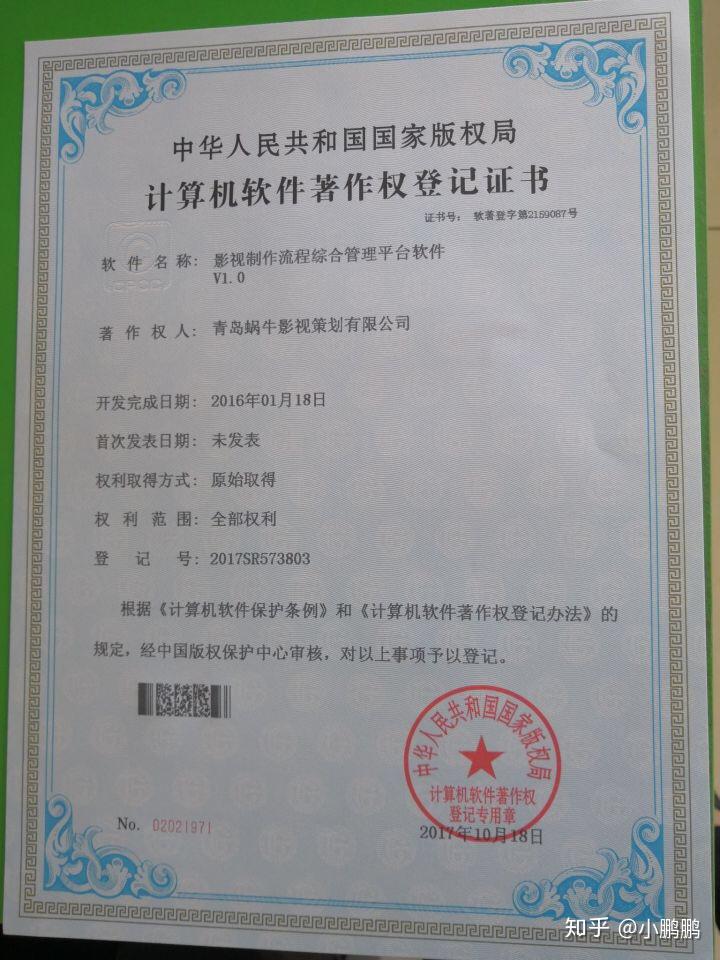 中华人民共和国国家版权局
计算机软件著作权登记证书
证书号： 软著登字第2159087号
软件名称： 影视制作流程综合管理平台软件
V1.0
著作权人： 青岛蜗牛影视策划有限公司
开发完成日期： 2016年01月18日
首次发表日期： 未发表
权利取得方式： 原始取得
权利范围： 全部权利
登记号： 2017SR573803
根据《计算机软件保护条例》和《计算机软件著作权登记办法》的
规定，经中国版权保护中心审核，对以上事项予以登记。
中华人民共和国国家版权局
计算机软件著作权
登记专用章
2017年10月18日
No. 02021971
CPCC
知乎 @小鹏鹏